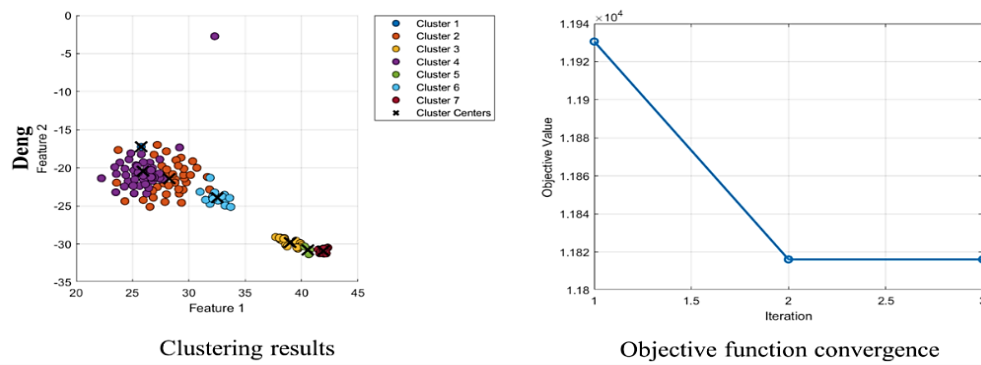 0
-5
-10
-15
-20
-25
-30
-35
20
25
30
35
40
45
Deng
Feature 2
Feature 1
Cluster 1
Cluster 2
Cluster 3
Cluster 4
Cluster 5
Cluster 6
Cluster 7
Cluster Centers
Clustering results
×10⁴
1.194
1.192
1.19
1.188
1.186
1.184
1.182
1.18
1
1.5
2
2.5
3
Objective Value
Iteration
Objective function convergence